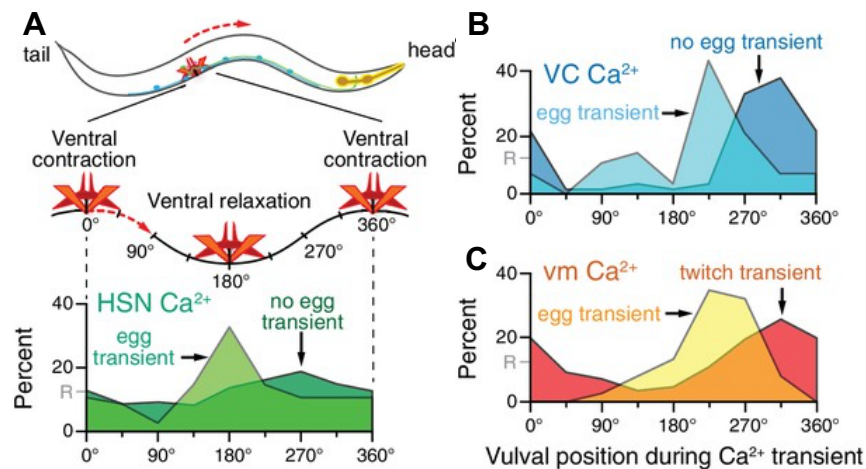 A
tail
head
Ventral
contraction
Ventral
contraction
Ventral relaxation
0°
90°
180°
270°
360°
HSN Ca²⁺
egg
transient
no egg
transient
Percent
40
20
R
0
0°
90°
180°
270°
360°
B
VC Ca²⁺
no egg transient
egg transient
Percent
40
20
R
0
0°
90°
180°
270°
360°
C
vm Ca²⁺
twitch transient
egg transient
Percent
40
20
R
0
0°
90°
180°
270°
360°
Vulval position during Ca²⁺ transient